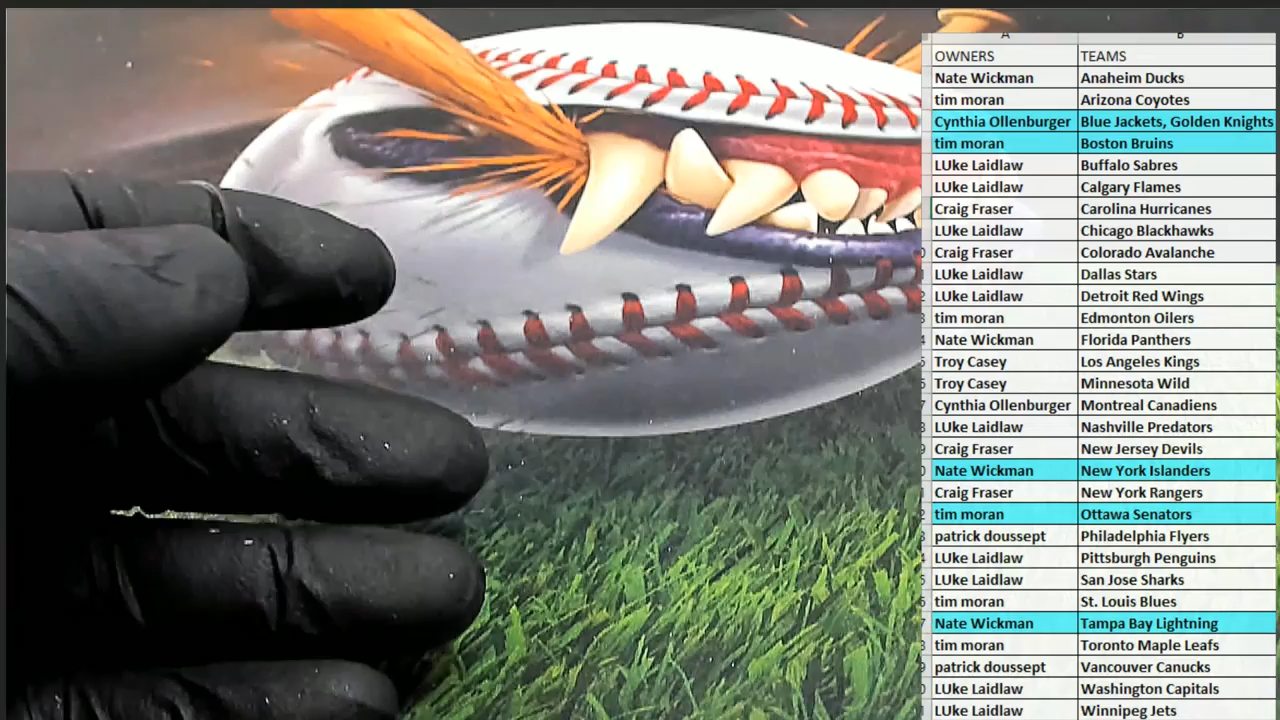 A B
OWNERS TEAMS
Nate Wickman Anaheim Ducks
tim moran Arizona Coyotes
Cynthia Ollenburger Blue Jackets, Golden Knights
tim moran Boston Bruins
LUke Laidlaw Buffalo Sabres
LUke Laidlaw Calgary Flames
Craig Fraser Carolina Hurricanes
LUke Laidlaw Chicago Blackhawks
Craig Fraser Colorado Avalanche
LUke Laidlaw Dallas Stars
LUke Laidlaw Detroit Red Wings
tim moran Edmonton Oilers
Nate Wickman Florida Panthers
Troy Casey Los Angeles Kings
Troy Casey Minnesota Wild
Cynthia Ollenburger Montreal Canadiens
LUke Laidlaw Nashville Predators
Craig Fraser New Jersey Devils
Nate Wickman New York Islanders
Craig Fraser New York Rangers
tim moran Ottawa Senators
patrick doussept Philadelphia Flyers
LUke Laidlaw Pittsburgh Penguins
LUke Laidlaw San Jose Sharks
tim moran St. Louis Blues
Nate Wickman Tampa Bay Lightning
tim moran Toronto Maple Leafs
patrick doussept Vancouver Canucks
LUke Laidlaw Washington Capitals
LUke Laidlaw Winnipeg Jets